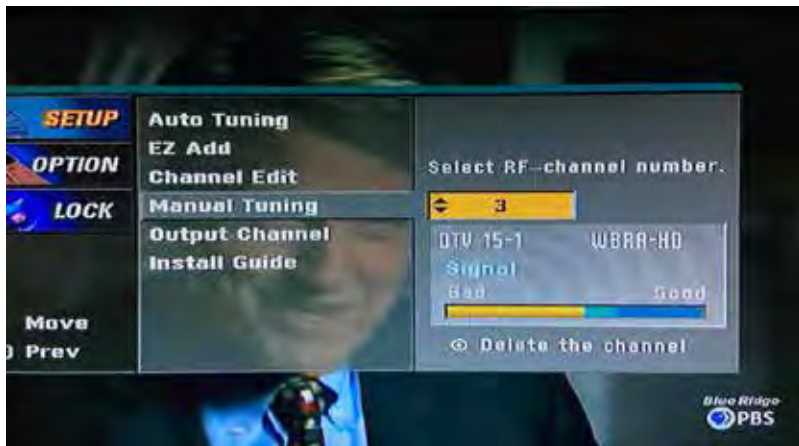 SETUP
OPTION
LOCK
Move
Prev
Auto Tuning
EZ Add
Channel Edit
Manual Tuning
Output Channel
Install Guide
Select RF-channel number.
3
DTV 15-1 WBRA-HD
Signal
Bad Good
Delete the channel
Blue Ridge
PBS